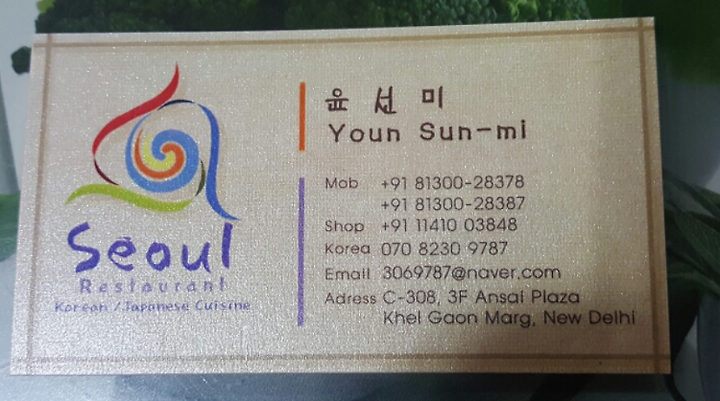 Seoul
Restaurant
Korean / Japanese Cuisine
윤 선 미
Youn Sun-mi
Mob +91 81300-28378
+91 81300-28387
Shop +91 11410 03848
Korea 070 8230 9787
Email 3069787@naver.com
Adress C-308, 3F Ansal Plaza
Khel Gaon Marg, New Delhi